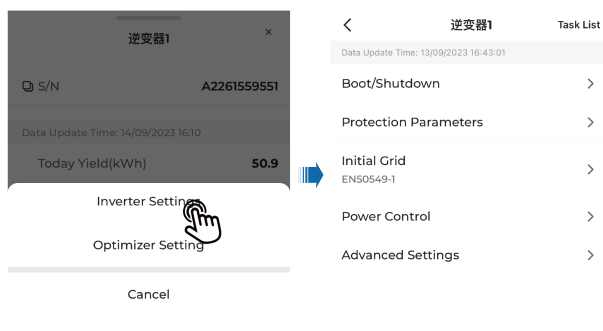 逆变器1
×
S/N A2261559551
Data Update Time: 14/09/2023 16:10
Today Yield(kWh) 50.9
Inverter Settings
Optimizer Setting
Cancel
逆变器1 Task List
Data Update Time: 13/09/2023 16:43:01
Boot/Shutdown
Protection Parameters
Initial Grid
EN50549-1
Power Control
Advanced Settings